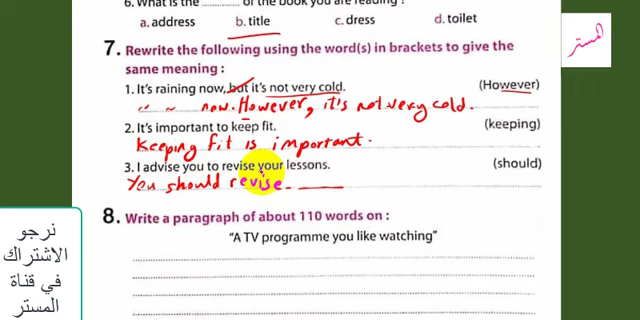 6. What is the .............. of the book you are reading ?
a. address b. title c. dress d. toilet
المستر
7. Rewrite the following using the word(s) in brackets to give the
same meaning :
1. It's raining now, but it's not very cold. (However)
" ~ now. However, it's not very cold.
2. It's important to keep fit. (keeping)
Keeping fit is important.
3. I advise you to revise your lessons. (should)
You should revise
8. Write a paragraph of about 110 words on :
"A TV programme you like watching"
نرجو
الاشتراك
في
قناة
المستر